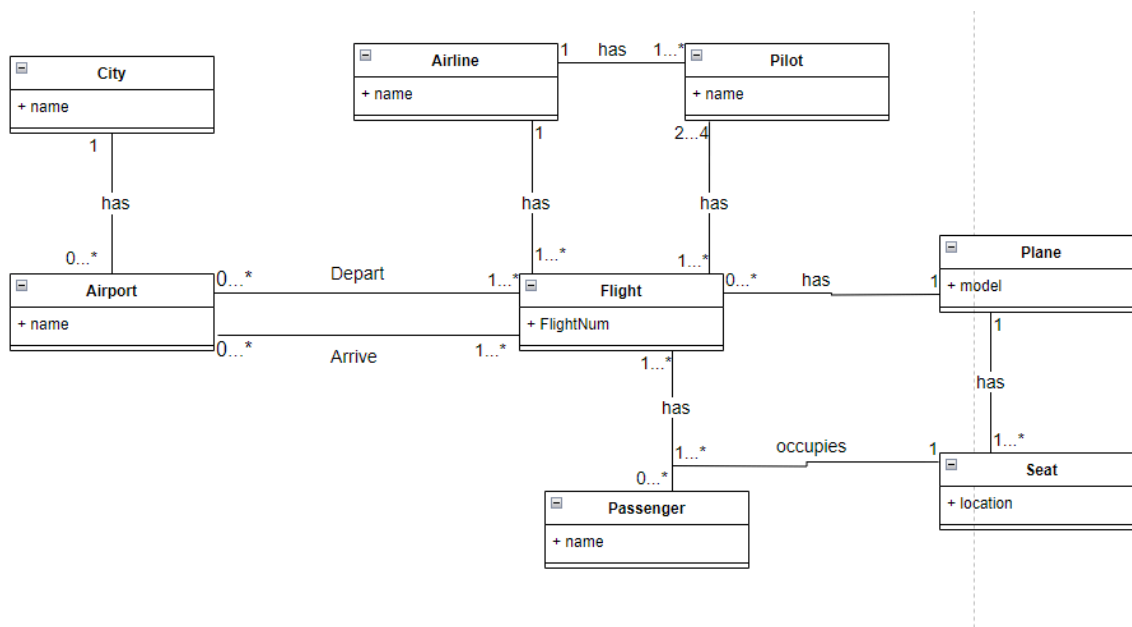 1 has 1...*
Airline
Pilot
City
+ name
+ name
+ name
1
2...4
1
has
has
has
0...*
1...*
1...*
Plane
0...*
Depart
1...*
0...*
has
1
Airport
Flight
+ model
+ name
+ FlightNum
1
0...*
Arrive
1...*
1...*
has
has
1...*
occupies
1
1...*
0...*
Seat
Passenger
+ location
+ name